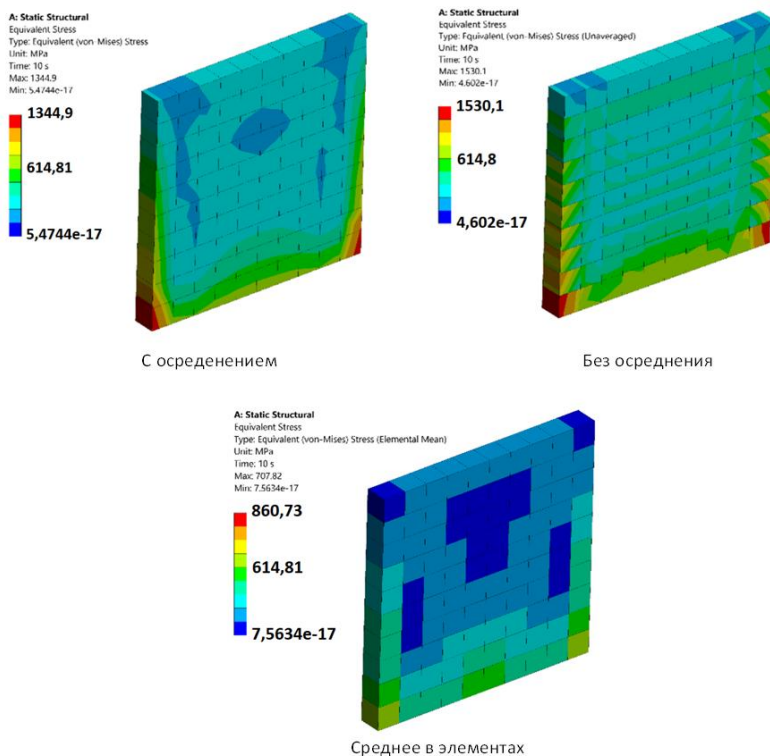 A: Static Structural
Equivalent Stress
Type: Equivalent (von-Mises) Stress
Unit: MPa
Time: 10 s
Max: 1344.9
Min: 5.4744e-17
1344,9
614,81
5,4744e-17
С осреденением
A: Static Structural
Equivalent Stress
Type: Equivalent (von-Mises) Stress (Unaveraged)
Unit: MPa
Time: 10 s
Max: 1530.1
Min: 4.602e-17
1530,1
614,8
4,602e-17
Без осреднения
A: Static Structural
Equivalent Stress
Type: Equivalent (von-Mises) Stress (Elemental Mean)
Unit: MPa
Time: 10 s
Max: 707.82
Min: 7.5634e-17
860,73
614,81
7,5634e-17
Среднее в элементах